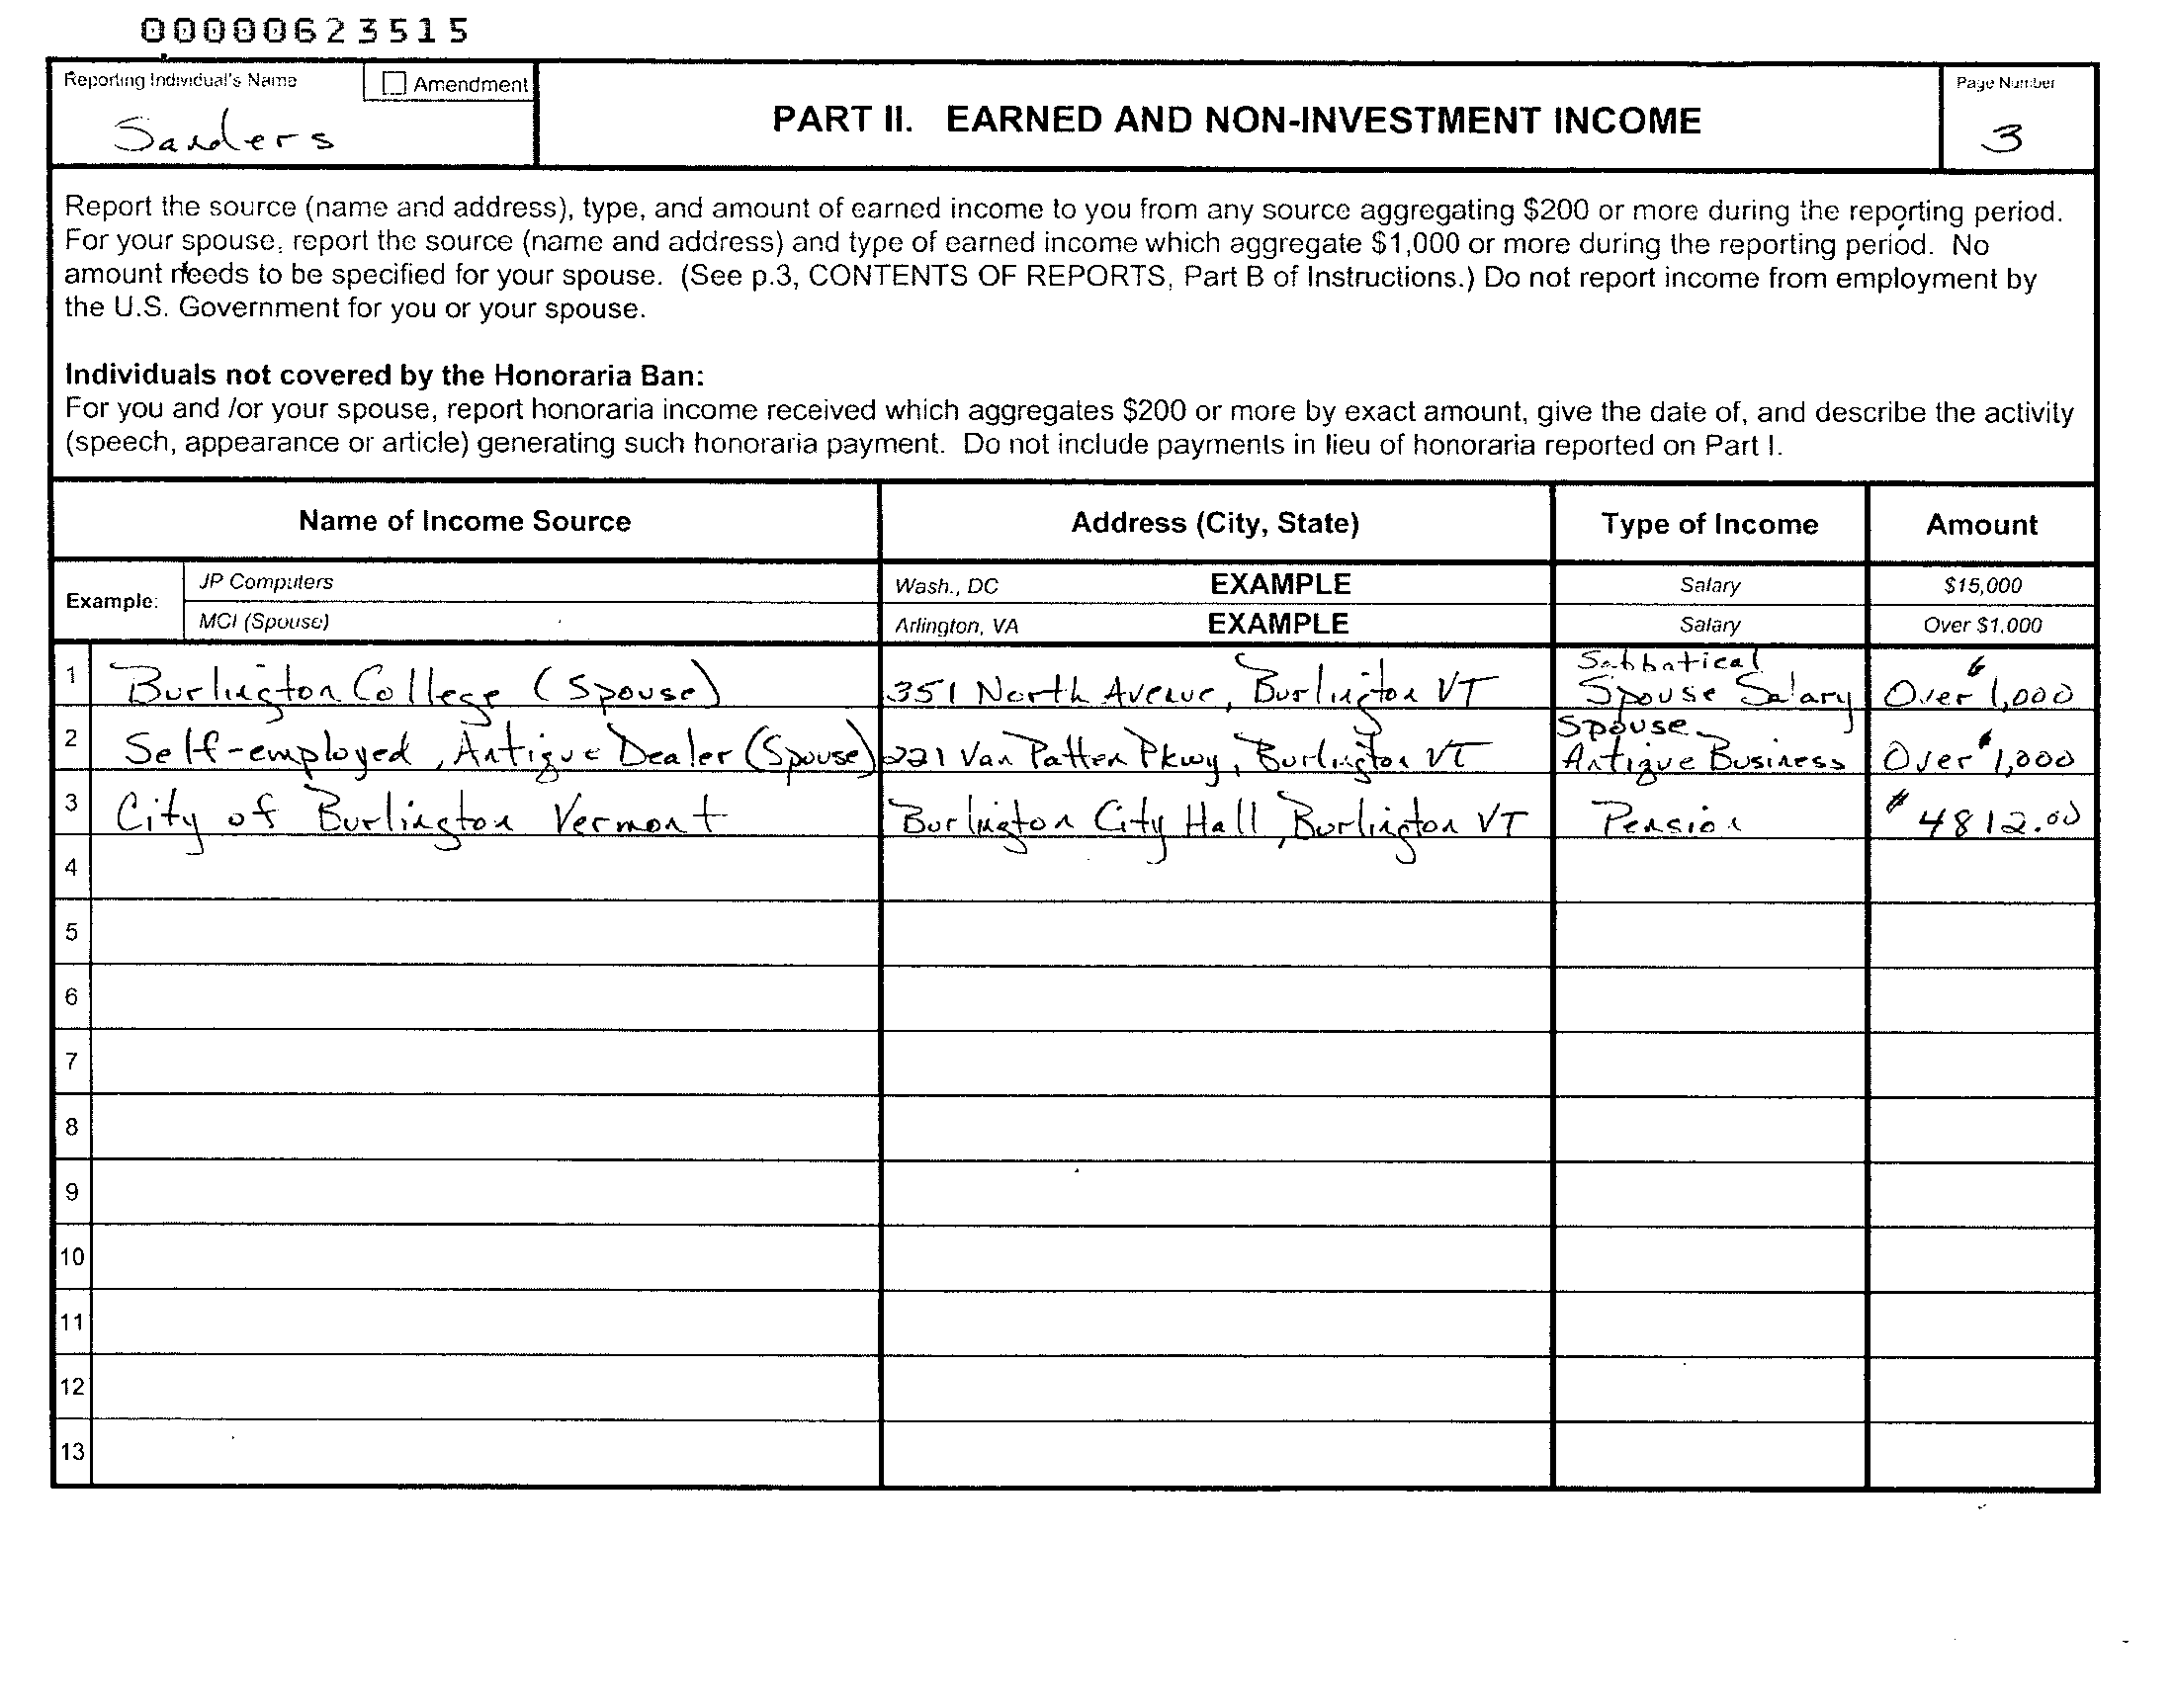 00000623515
Reporting Individual's Name
Amendment
Sanders
PART II. EARNED AND NON-INVESTMENT INCOME
Page Number
3
Report the source (name and address), type, and amount of earned income to you from any source aggregating $200 or more during the reporting period.
For your spouse, report the source (name and address) and type of earned income which aggregate $1,000 or more during the reporting period. No
amount needs to be specified for your spouse. (See p.3, CONTENTS OF REPORTS, Part B of Instructions.) Do not report income from employment by
the U.S. Government for you or your spouse.
Individuals not covered by the Honoraria Ban:
For you and /or your spouse, report honoraria income received which aggregates $200 or more by exact amount, give the date of, and describe the activity
(speech, appearance or article) generating such honoraria payment. Do not include payments in lieu of honoraria reported on Part I.
Name of Income Source Address (City, State) Type of Income Amount
Example: JP Computers Wash., DC EXAMPLE Salary $15,000
MCI (Spouse) Arlington, VA EXAMPLE Salary Over $1,000
1 Burlington College (Spouse) 351 North Avenue, Burlington VT Sabbatical Spouse Salary Over $1,000
2 Self-employed, Antique Dealer (Spouse) 221 Van Patten Pkwy, Burlington VT Spouse Antique Business Over $1,000
3 City of Burlington Vermont Burlington City Hall, Burlington VT Pension $4812.00
4
5
6
7
8
9
10
11
12
13